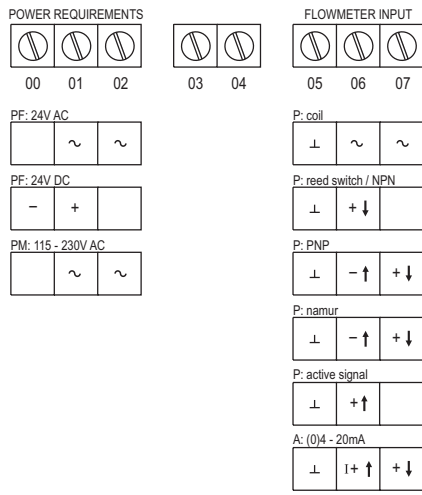 POWER REQUIREMENTS
00 01 02
PF: 24V AC
~ ~
PF: 24V DC
− +
PM: 115 - 230V AC
~ ~
03 04
FLOWMETER INPUT
05 06 07
P: coil
⊥ ~ ~
P: reed switch / NPN
⊥ +↓
P: PNP
⊥ −↑ +↓
P: namur
⊥ −↑ +↓
P: active signal
⊥ +↑
A: (0)4 - 20mA
⊥ I+ ↑ +↓